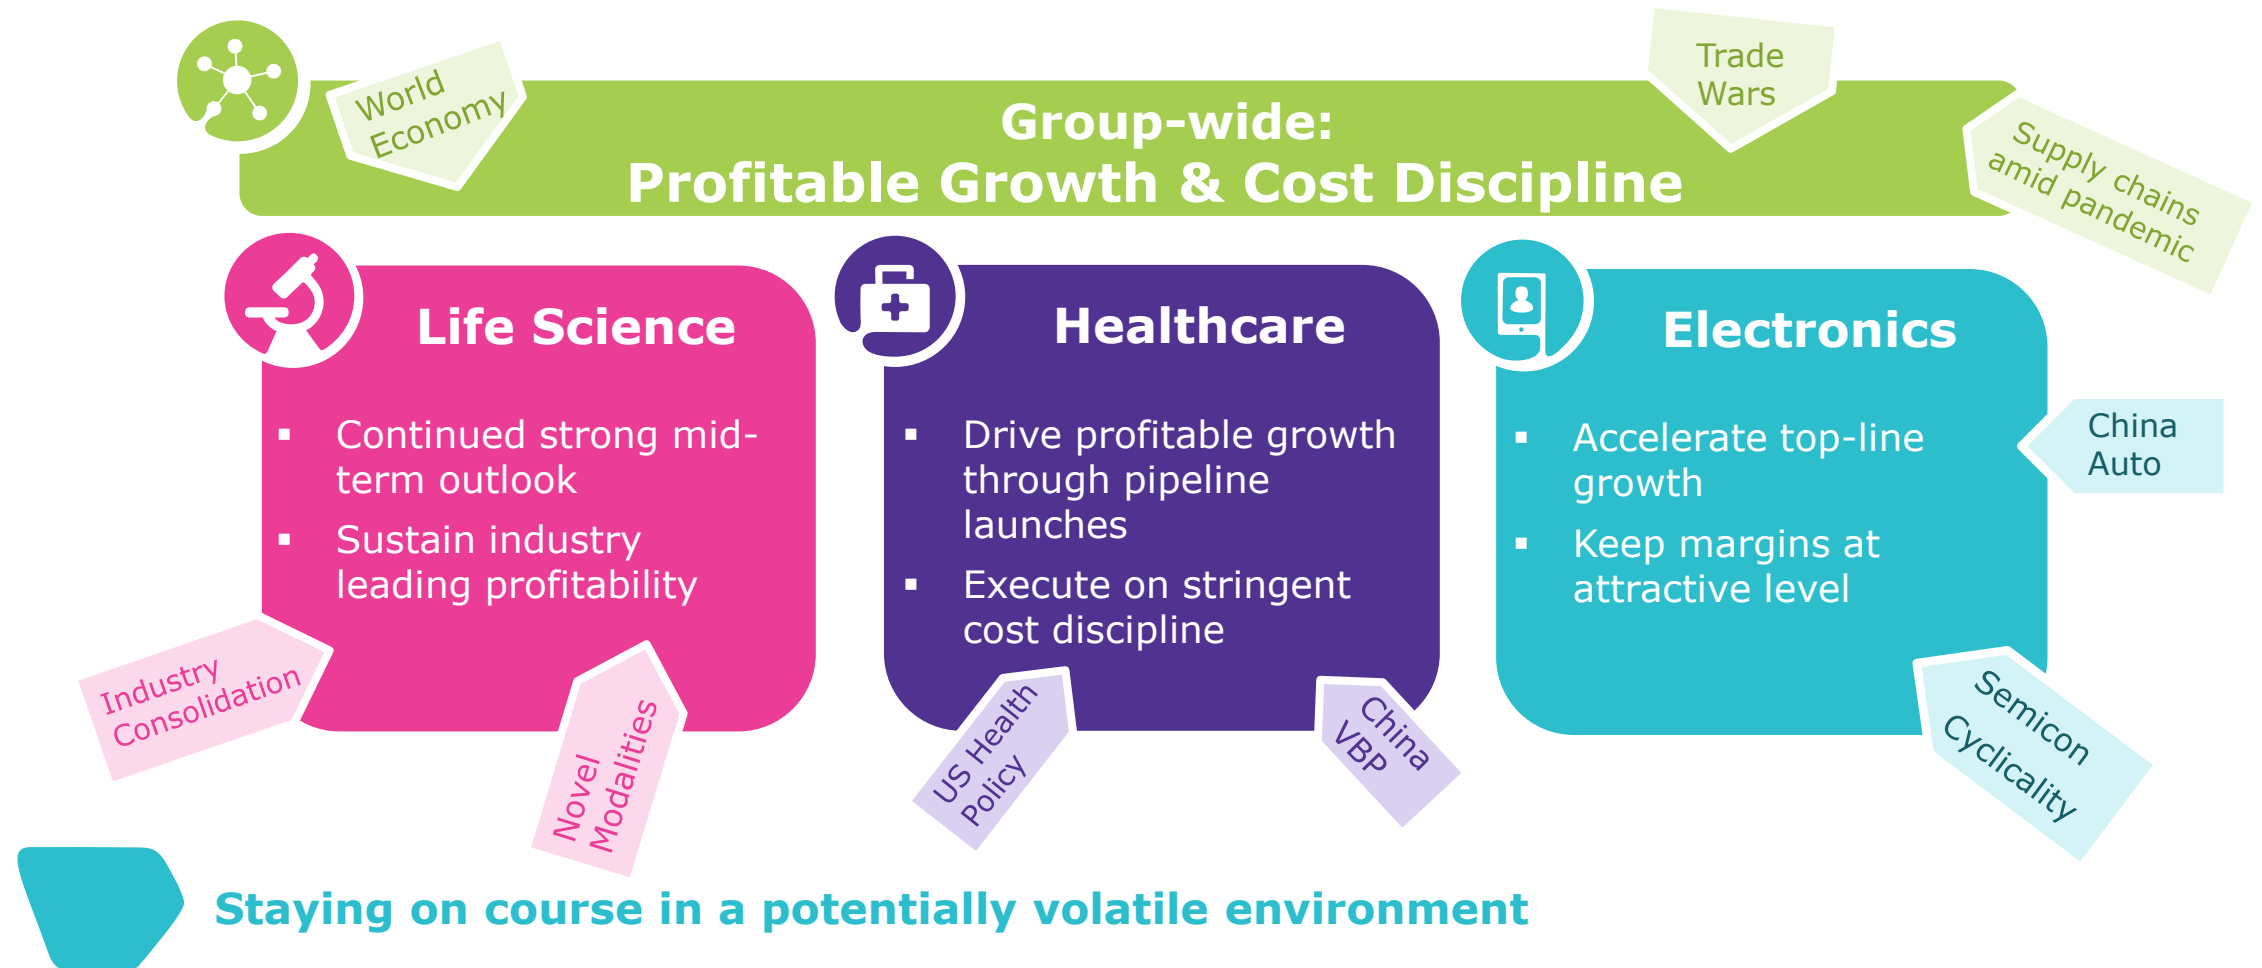 World
Economy
Group-wide:
Profitable Growth & Cost Discipline
Trade
Wars
Supply chains
amid pandemic
Life Science
▪ Continued strong mid-
term outlook
▪ Sustain industry
leading profitability
Industry
Consolidation
Novel
Modalities
Healthcare
▪ Drive profitable growth
through pipeline
launches
▪ Execute on stringent
cost discipline
US Health
Policy
China
VBP
Electronics
▪ Accelerate top-line
growth
▪ Keep margins at
attractive level
China
Auto
Semicon
Cyclicality
Staying on course in a potentially volatile environment